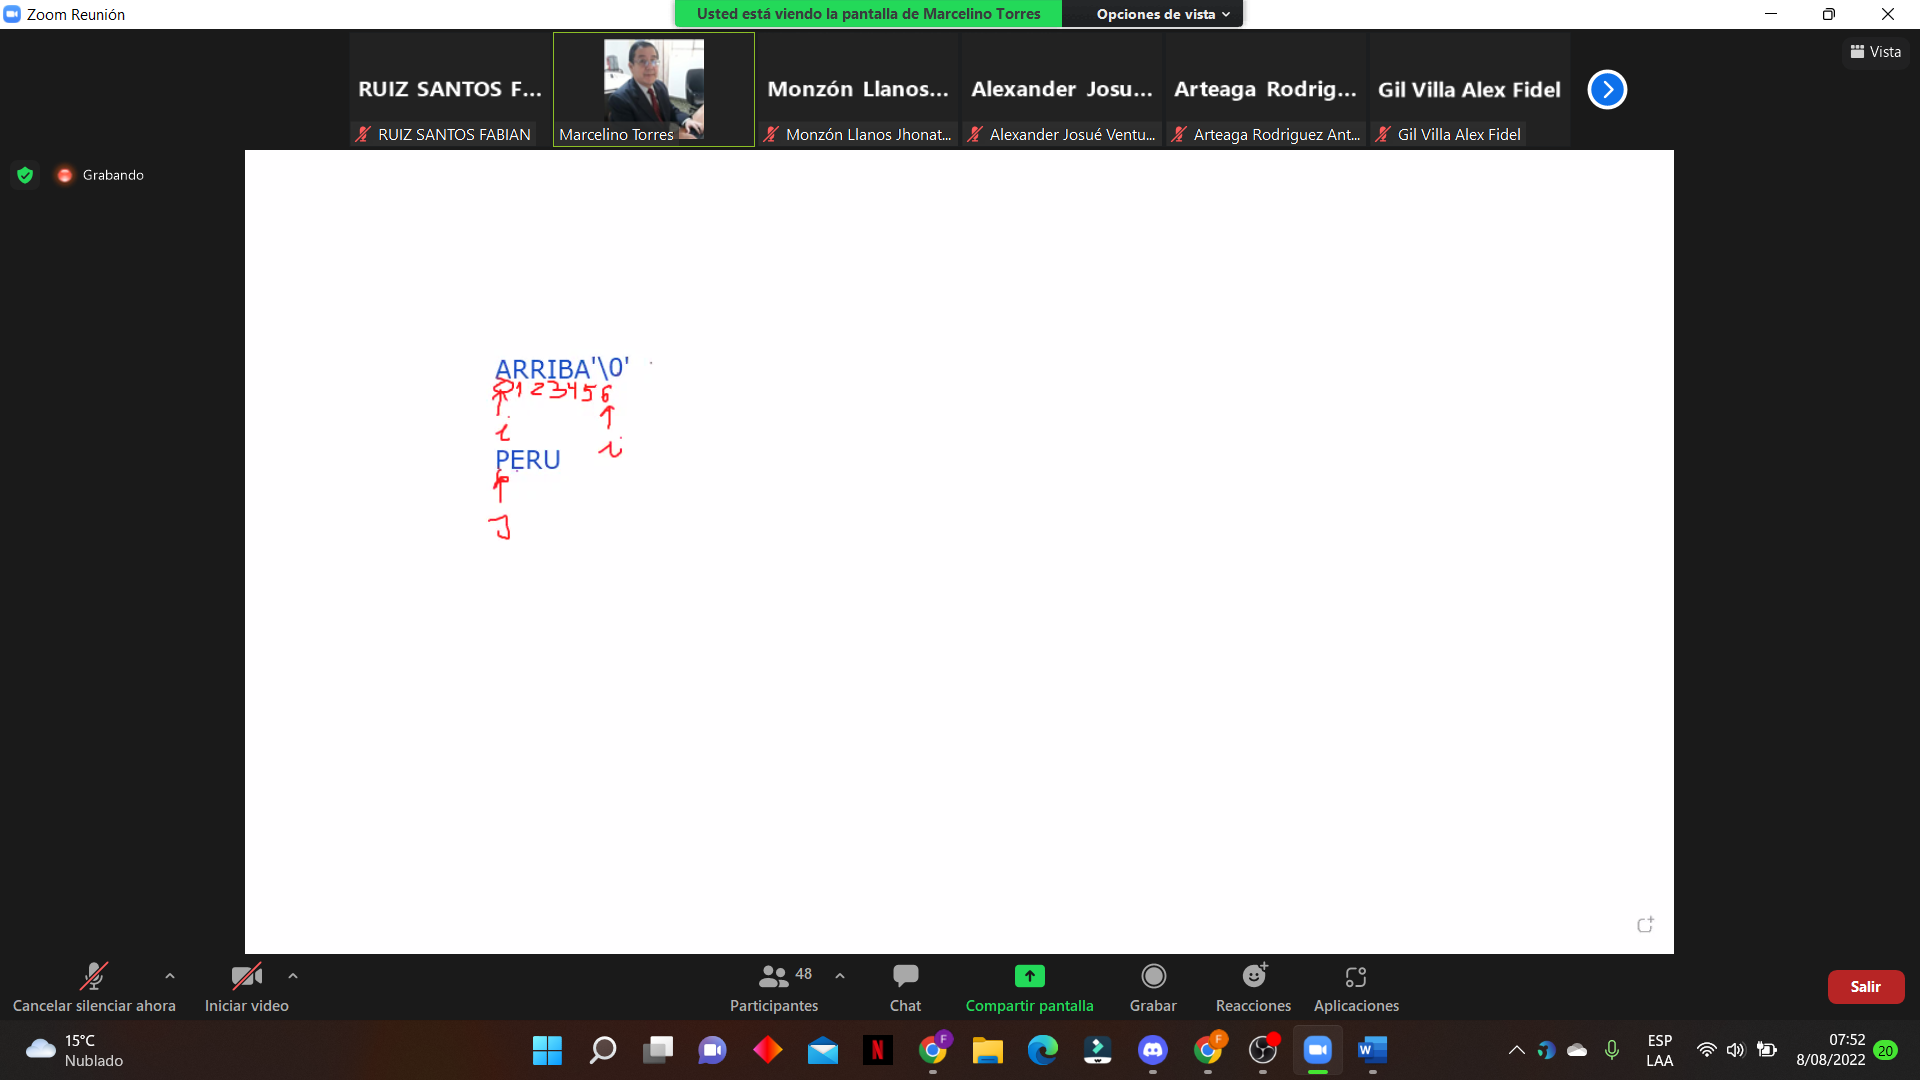 Zoom Reunión
Usted está viendo la pantalla de Marcelino Torres
Opciones de vista
Vista
RUIZ SANTOS F...
Monzón Llanos...
Alexander Josu...
Arteaga Rodrig...
Gil Villa Alex Fidel
RUIZ SANTOS FABIAN
Marcelino Torres
Monzón Llanos Jhonat...
Alexander Josué Ventu...
Arteaga Rodriguez Ant...
Gil Villa Alex Fidel
Grabando
ARRIBA'\0'
0123456
i
i
PERU
J
48
Cancelar silenciar ahora
Iniciar video
Participantes
Chat
Compartir pantalla
Grabar
Reacciones
Aplicaciones
Salir
15°C
Nublado
F
F
N
W
ESP
LAA
07:52
8/08/2022
20